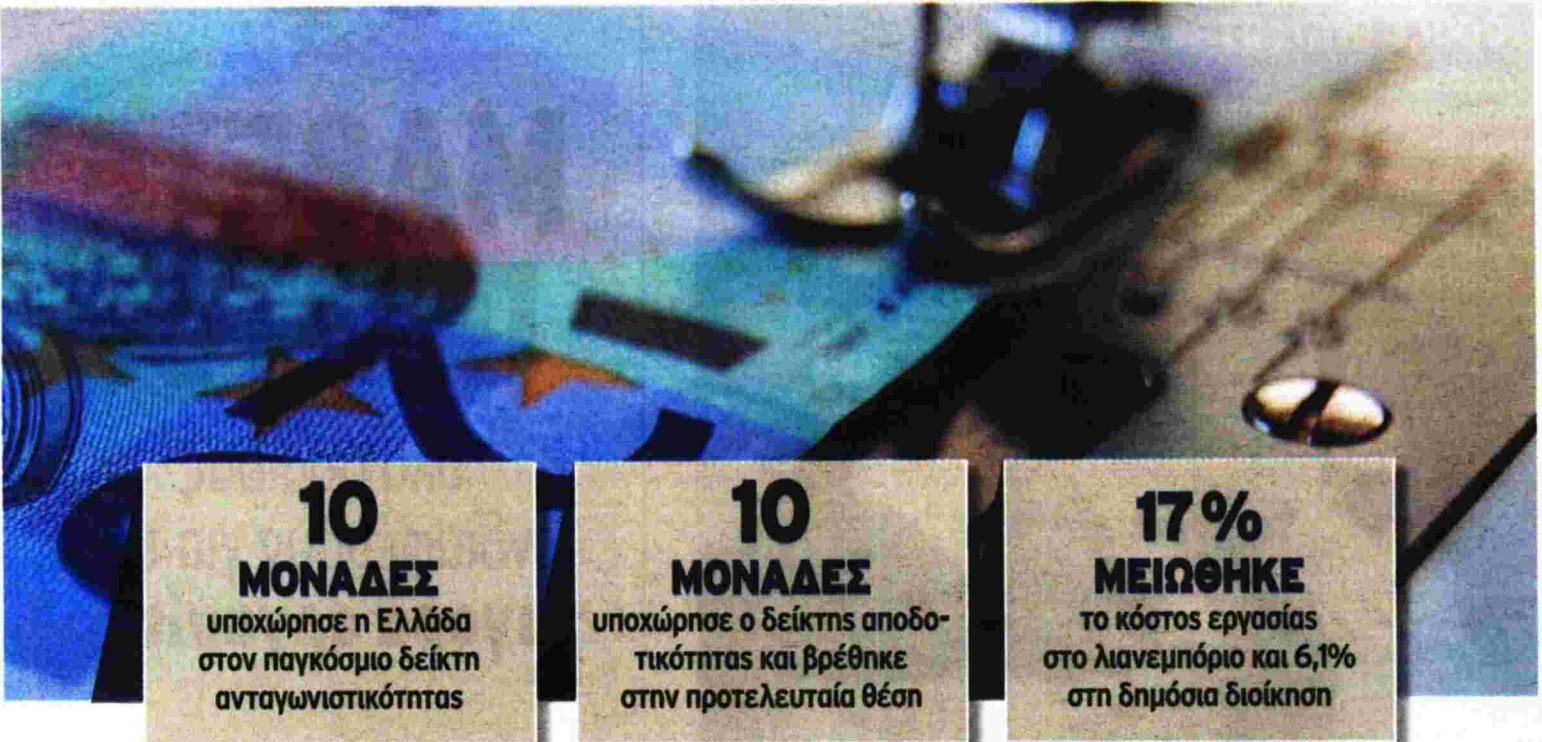 10
ΜΟΝΑΔΕΣ
υποχώρησε η Ελλάδα
στον παγκόσμιο δείκτη
ανταγωνιστικότητας
10
ΜΟΝΑΔΕΣ
υποχώρησε ο δείκτης αποδο-
τικότητας και βρέθηκε
στην προτελευταία θέση
17%
ΜΕΙΩΘΗΚΕ
το κόστος εργασίας
στο λιανεμπόριο και 6,1%
στη δημόσια διοίκηση